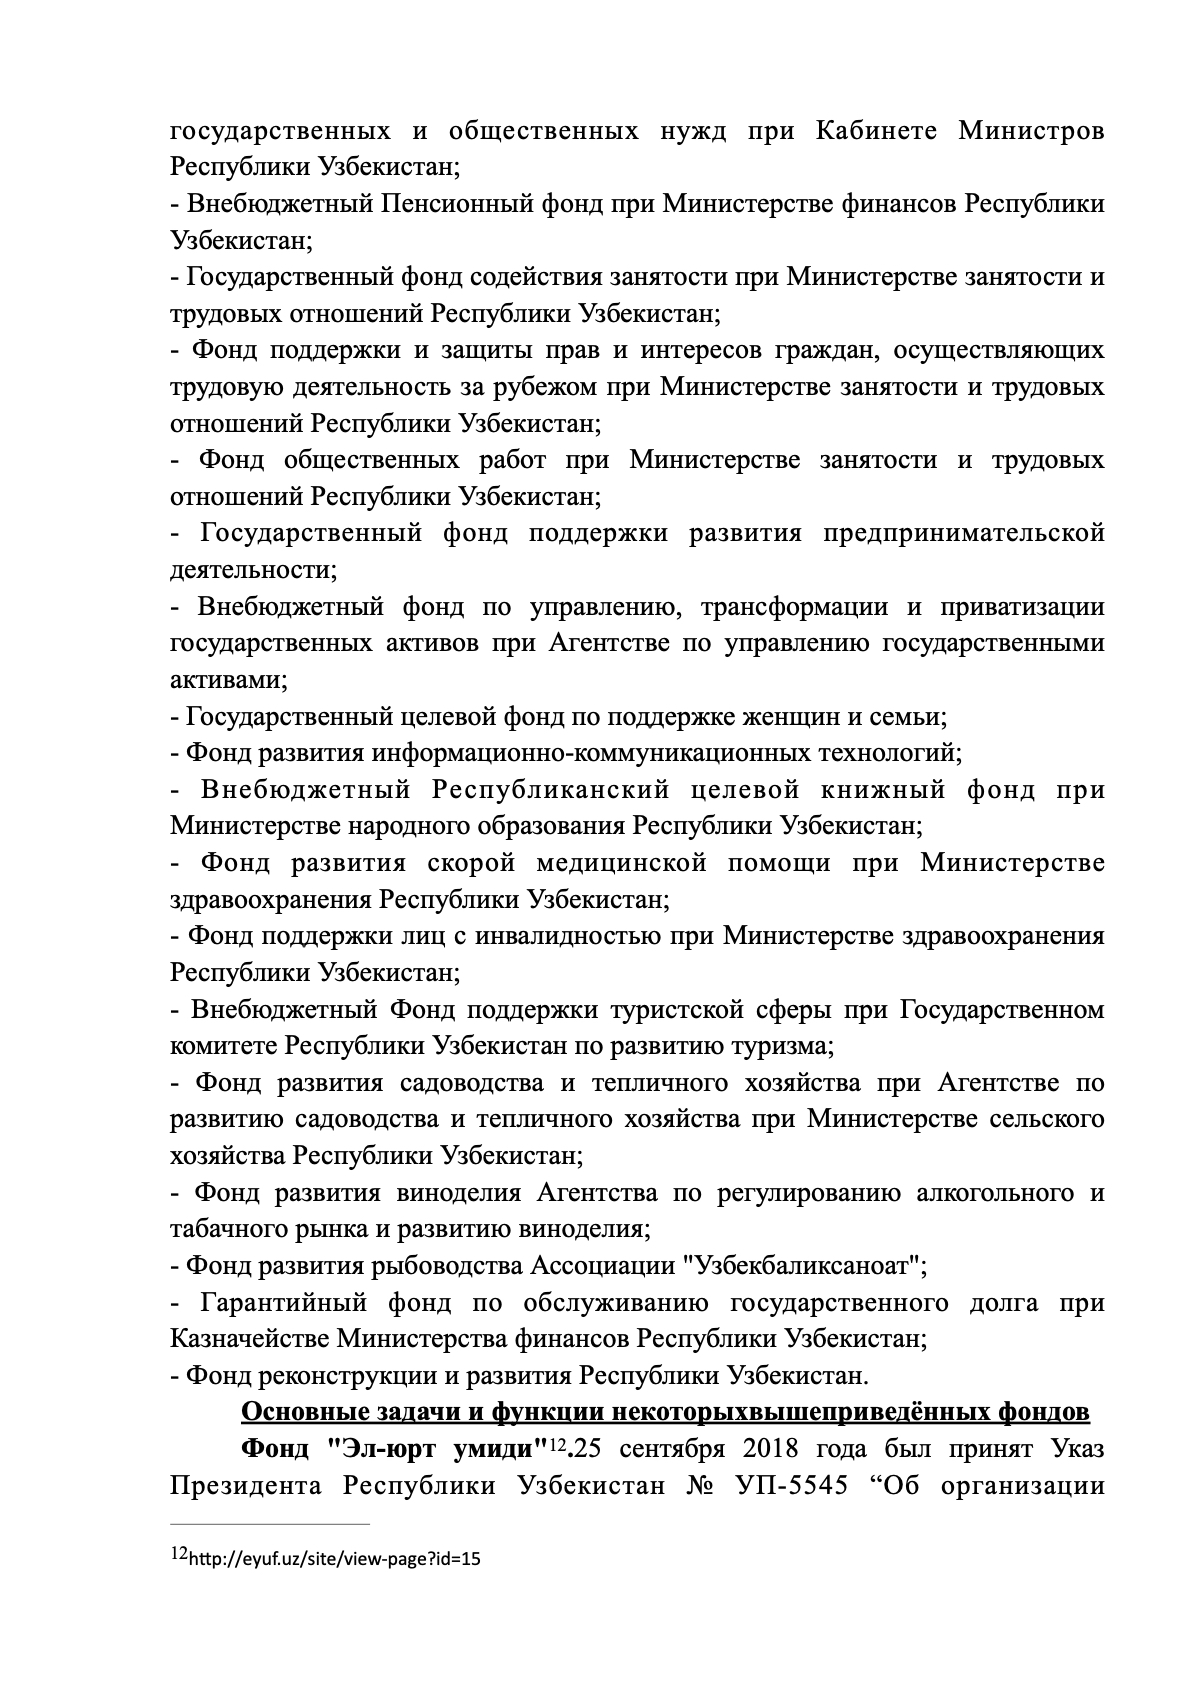 государственных и общественных нужд при Кабинете Министров
Республики Узбекистан;
- Внебюджетный Пенсионный фонд при Министерстве финансов Республики
Узбекистан;
- Государственный фонд содействия занятости при Министерстве занятости и
трудовых отношений Республики Узбекистан;
- Фонд поддержки и защиты прав и интересов граждан, осуществляющих
трудовую деятельность за рубежом при Министерстве занятости и трудовых
отношений Республики Узбекистан;
- Фонд общественных работ при Министерстве занятости и трудовых
отношений Республики Узбекистан;
- Государственный фонд поддержки развития предпринимательской
деятельности;
- Внебюджетный фонд по управлению, трансформации и приватизации
государственных активов при Агентстве по управлению государственными
активами;
- Государственный целевой фонд по поддержке женщин и семьи;
- Фонд развития информационно-коммуникационных технологий;
- Внебюджетный Республиканский целевой книжный фонд при
Министерстве народного образования Республики Узбекистан;
- Фонд развития скорой медицинской помощи при Министерстве
здравоохранения Республики Узбекистан;
- Фонд поддержки лиц с инвалидностью при Министерстве здравоохранения
Республики Узбекистан;
- Внебюджетный Фонд поддержки туристской сферы при Государственном
комитете Республики Узбекистан по развитию туризма;
- Фонд развития садоводства и тепличного хозяйства при Агентстве по
развитию садоводства и тепличного хозяйства при Министерстве сельского
хозяйства Республики Узбекистан;
- Фонд развития виноделия Агентства по регулированию алкогольного и
табачного рынка и развитию виноделия;
- Фонд развития рыбоводства Ассоциации "Узбекбаликсаноат";
- Гарантийный фонд по обслуживанию государственного долга при
Казначействе Министерства финансов Республики Узбекистан;
- Фонд реконструкции и развития Республики Узбекистан.
Основные задачи и функции некоторыхвышеприведённых фондов
Фонд "Эл-юрт умиди"12.25 сентября 2018 года был принят Указ
Президента Республики Узбекистан № УП-5545 “Об организации
12http://eyuf.uz/site/view-page?id=15